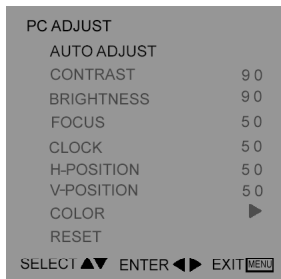 PC ADJUST
AUTO ADJUST
CONTRAST 90
BRIGHTNESS 90
FOCUS 50
CLOCK 50
H-POSITION 50
V-POSITION 50
COLOR ▶
RESET
SELECT ▲▼ ENTER ◀▶ EXIT MENU